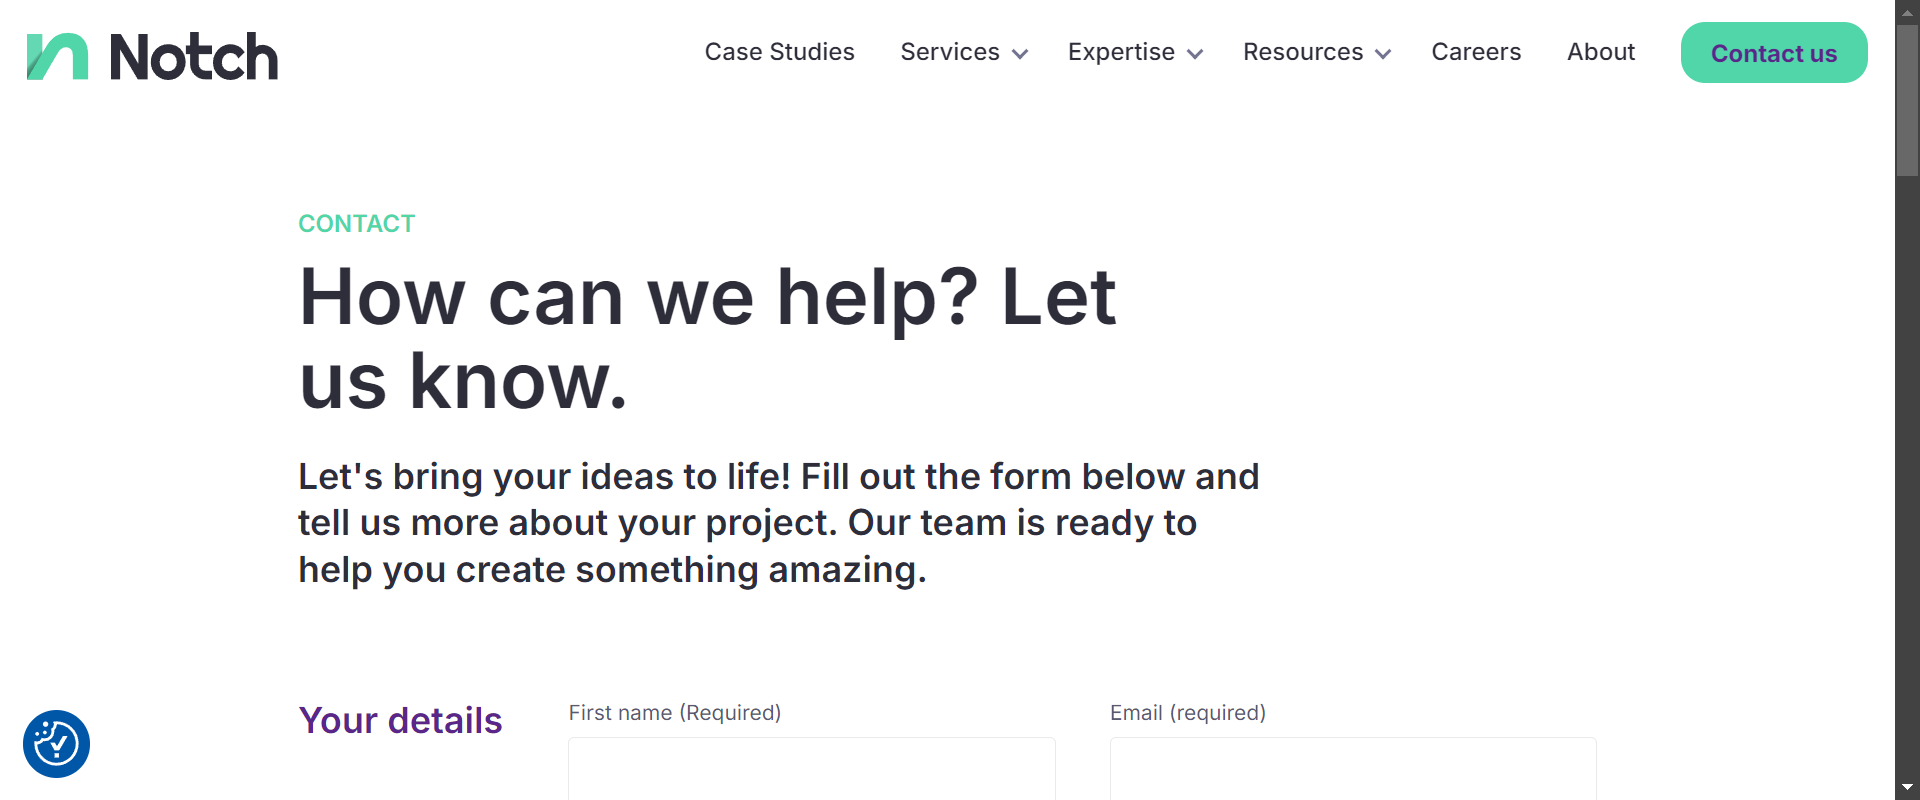 Notch
Case Studies
Services
Expertise
Resources
Careers
About
Contact us
CONTACT
How can we help? Let
us know.
Let's bring your ideas to life! Fill out the form below and
tell us more about your project. Our team is ready to
help you create something amazing.
Your details
First name (Required)
Email (required)